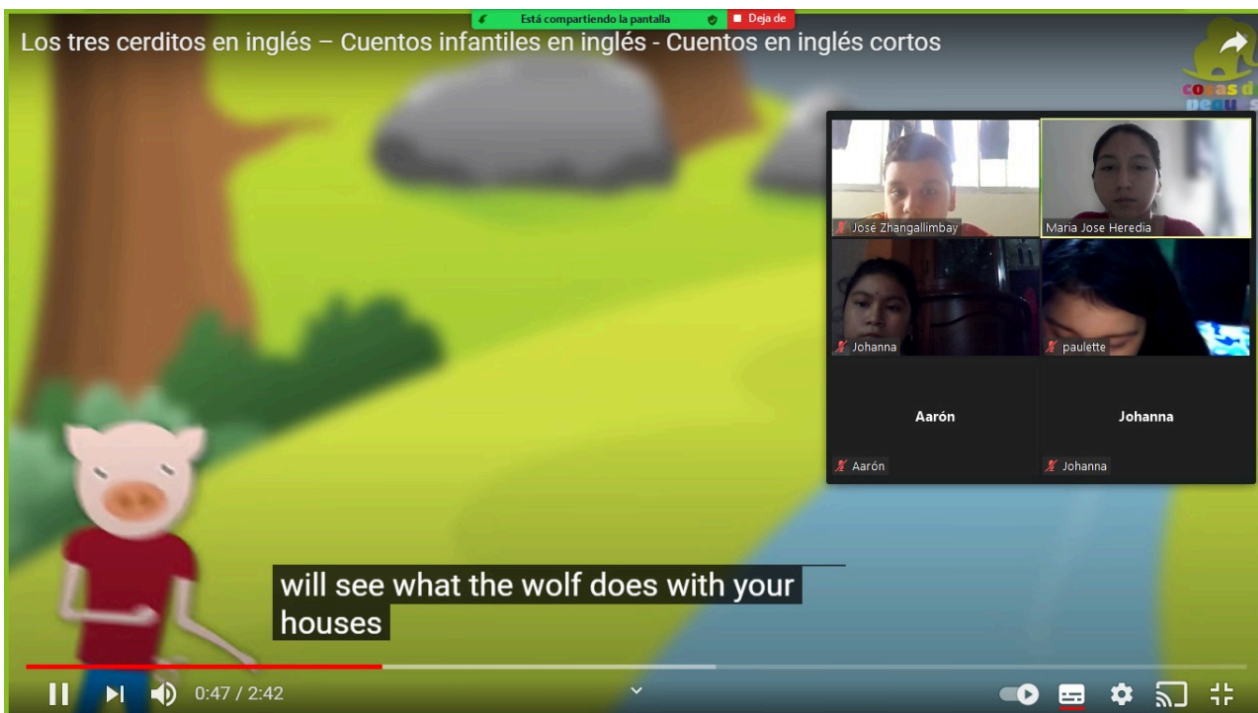 Está compartiendo la pantalla
Deja de
Los tres cerditos en inglés – Cuentos infantiles en inglés - Cuentos en inglés cortos
José Zhangallimbay
Maria Jose Heredia
Johanna
paulette
Aarón
Johanna
Aarón
Johanna
will see what the wolf does with your
houses
0:47 / 2:42